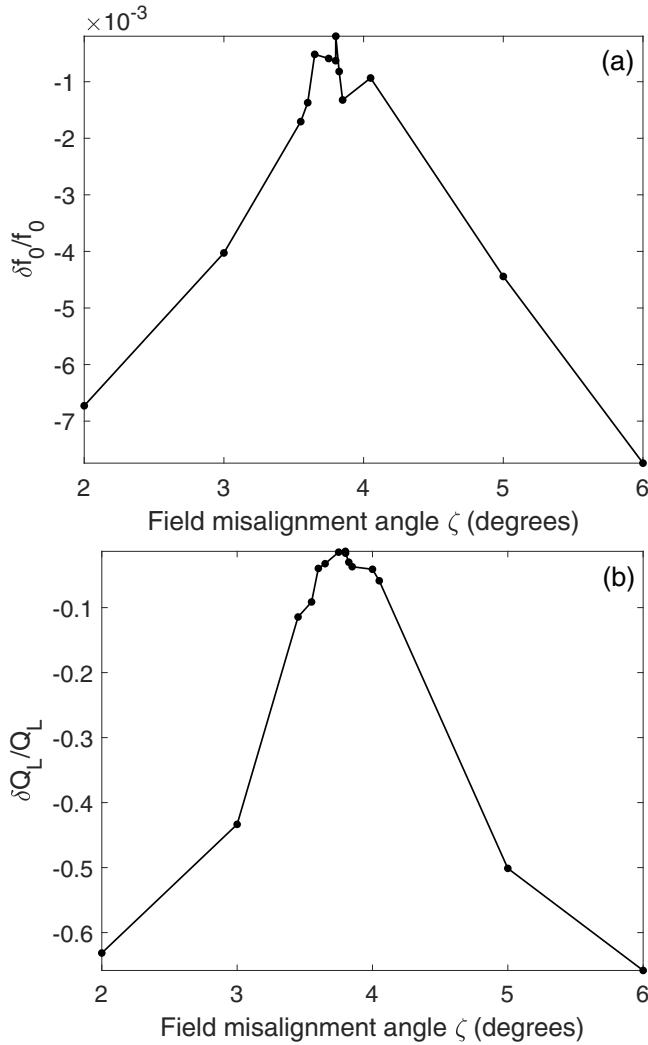 ×10⁻³
(a)
-1
-2
-3
-4
-5
-6
-7
δf₀/f₀
2 3 4 5 6
Field misalignment angle ζ (degrees)
(b)
-0.1
-0.2
-0.3
-0.4
-0.5
-0.6
δQ_L/Q_L
2 3 4 5 6
Field misalignment angle ζ (degrees)